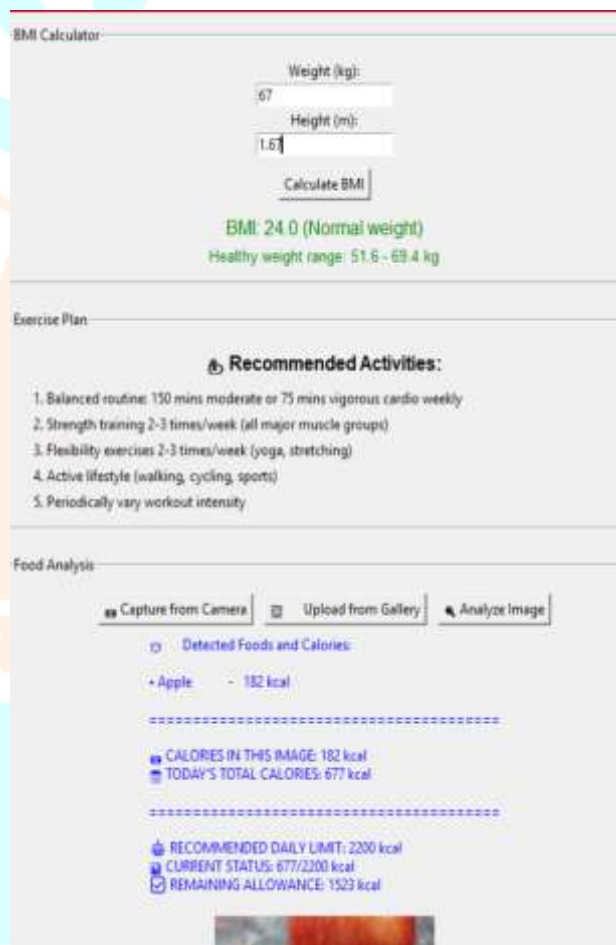 BMI Calculator
Weight (kg):
67
Height (m):
1.67
Calculate BMI
BMI: 24.0 (Normal weight)
Healthy weight range: 51.6 - 69.4 kg
Exercise Plan
Recommended Activities:
1. Balanced routine: 150 mins moderate or 75 mins vigorous cardio weekly
2. Strength training 2-3 times/week (all major muscle groups)
3. Flexibility exercises 2-3 times/week (yoga, stretching)
4. Active lifestyle (walking, cycling, sports)
5. Periodically vary workout intensity
Food Analysis
Capture from Camera Upload from Gallery Analyze Image
Detected Foods and Calories:
• Apple - 182 kcal
========================================
CALORIES IN THIS IMAGE: 182 kcal
TODAY'S TOTAL CALORIES: 677 kcal
========================================
RECOMMENDED DAILY LIMIT: 2200 kcal
CURRENT STATUS: 677/2200 kcal
REMAINING ALLOWANCE: 1523 kcal